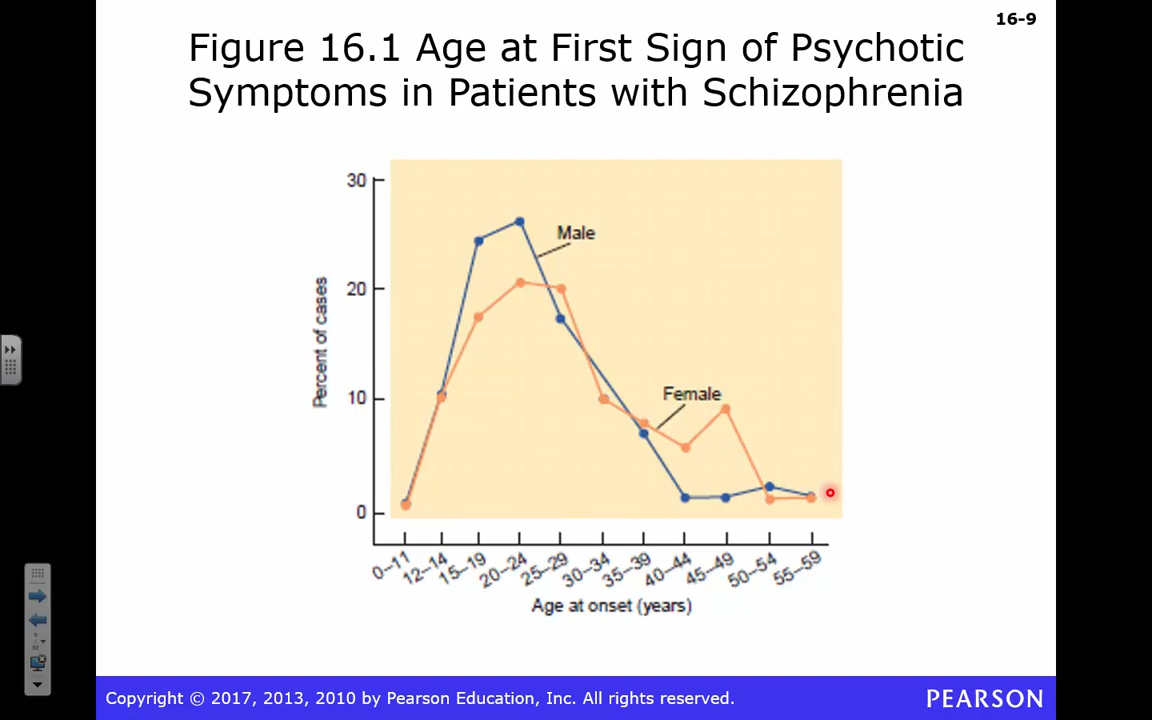 16-9
Figure 16.1 Age at First Sign of Psychotic
Symptoms in Patients with Schizophrenia
30
20
10
0
Percent of cases
Male
Female
0–11
12–14
15–19
20–24
25–29
30–34
35–39
40–44
45–49
50–54
55–59
Age at onset (years)
Copyright © 2017, 2013, 2010 by Pearson Education, Inc. All rights reserved.
PEARSON